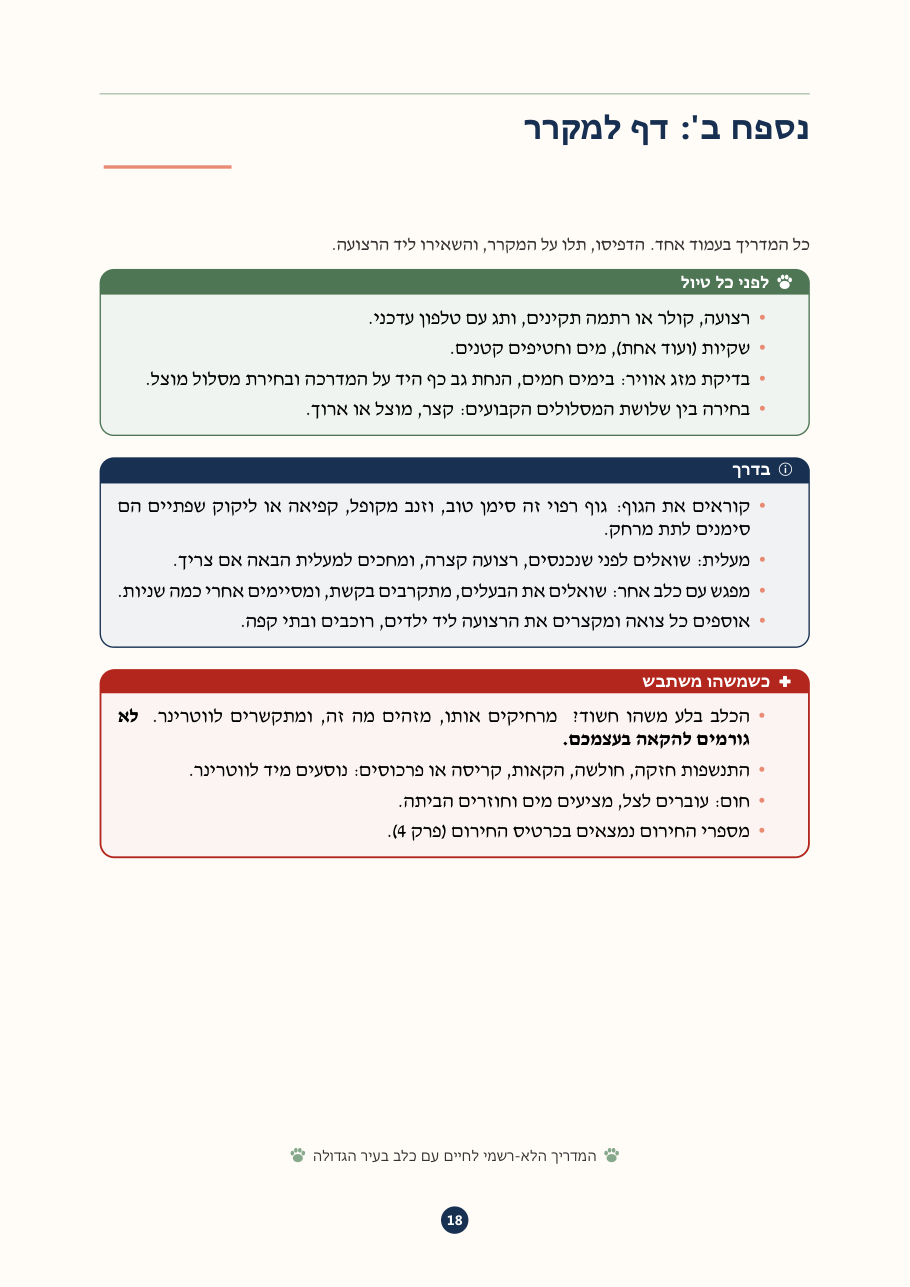 נספח ב': דף למקרר
כל המדריך בעמוד אחד. הדפיסו, תלו על המקרר, והשאירו ליד הרצועה.
לפני כל טיול
• רצועה, קולר או רתמה תקינים, ותג עם טלפון עדכני.
• שקיות (ועוד אחת), מים וחטיפים קטנים.
• בדיקת מזג אוויר: בימים חמים, הנחת גב כף היד על המדרכה ובחירת מסלול מוצל.
• בחירה בין שלושת המסלולים הקבועים: קצר, מוצל או ארוך.
בדרך
• קוראים את הגוף: גוף רפוי זה סימן טוב, וזנב מקופל, קפיאה או ליקוק שפתיים הם
סימנים לתת מרחק.
• מעלית: שואלים לפני שנכנסים, רצועה קצרה, ומחכים למעלית הבאה אם צריך.
• מפגש עם כלב אחר: שואלים את הבעלים, מתקרבים בקשת, ומסיימים אחרי כמה שניות.
• אוספים כל צואה ומקצרים את הרצועה ליד ילדים, רוכבים ובתי קפה.
כשמשהו משתבש
• הכלב בלע משהו חשוד? מרחיקים אותו, מזהים מה זה, ומתקשרים לווטרינר. לא
גורמים להקאה בעצמכם.
• התנשפות חזקה, חולשה, הקאות, קריסה או פרכוסים: נוסעים מיד לווטרינר.
• חום: עוברים לצל, מציעים מים וחוזרים הביתה.
• מספרי החירום נמצאים בכרטיס החירום (פרק 4).
המדריך הלא-רשמי לחיים עם כלב בעיר הגדולה
18